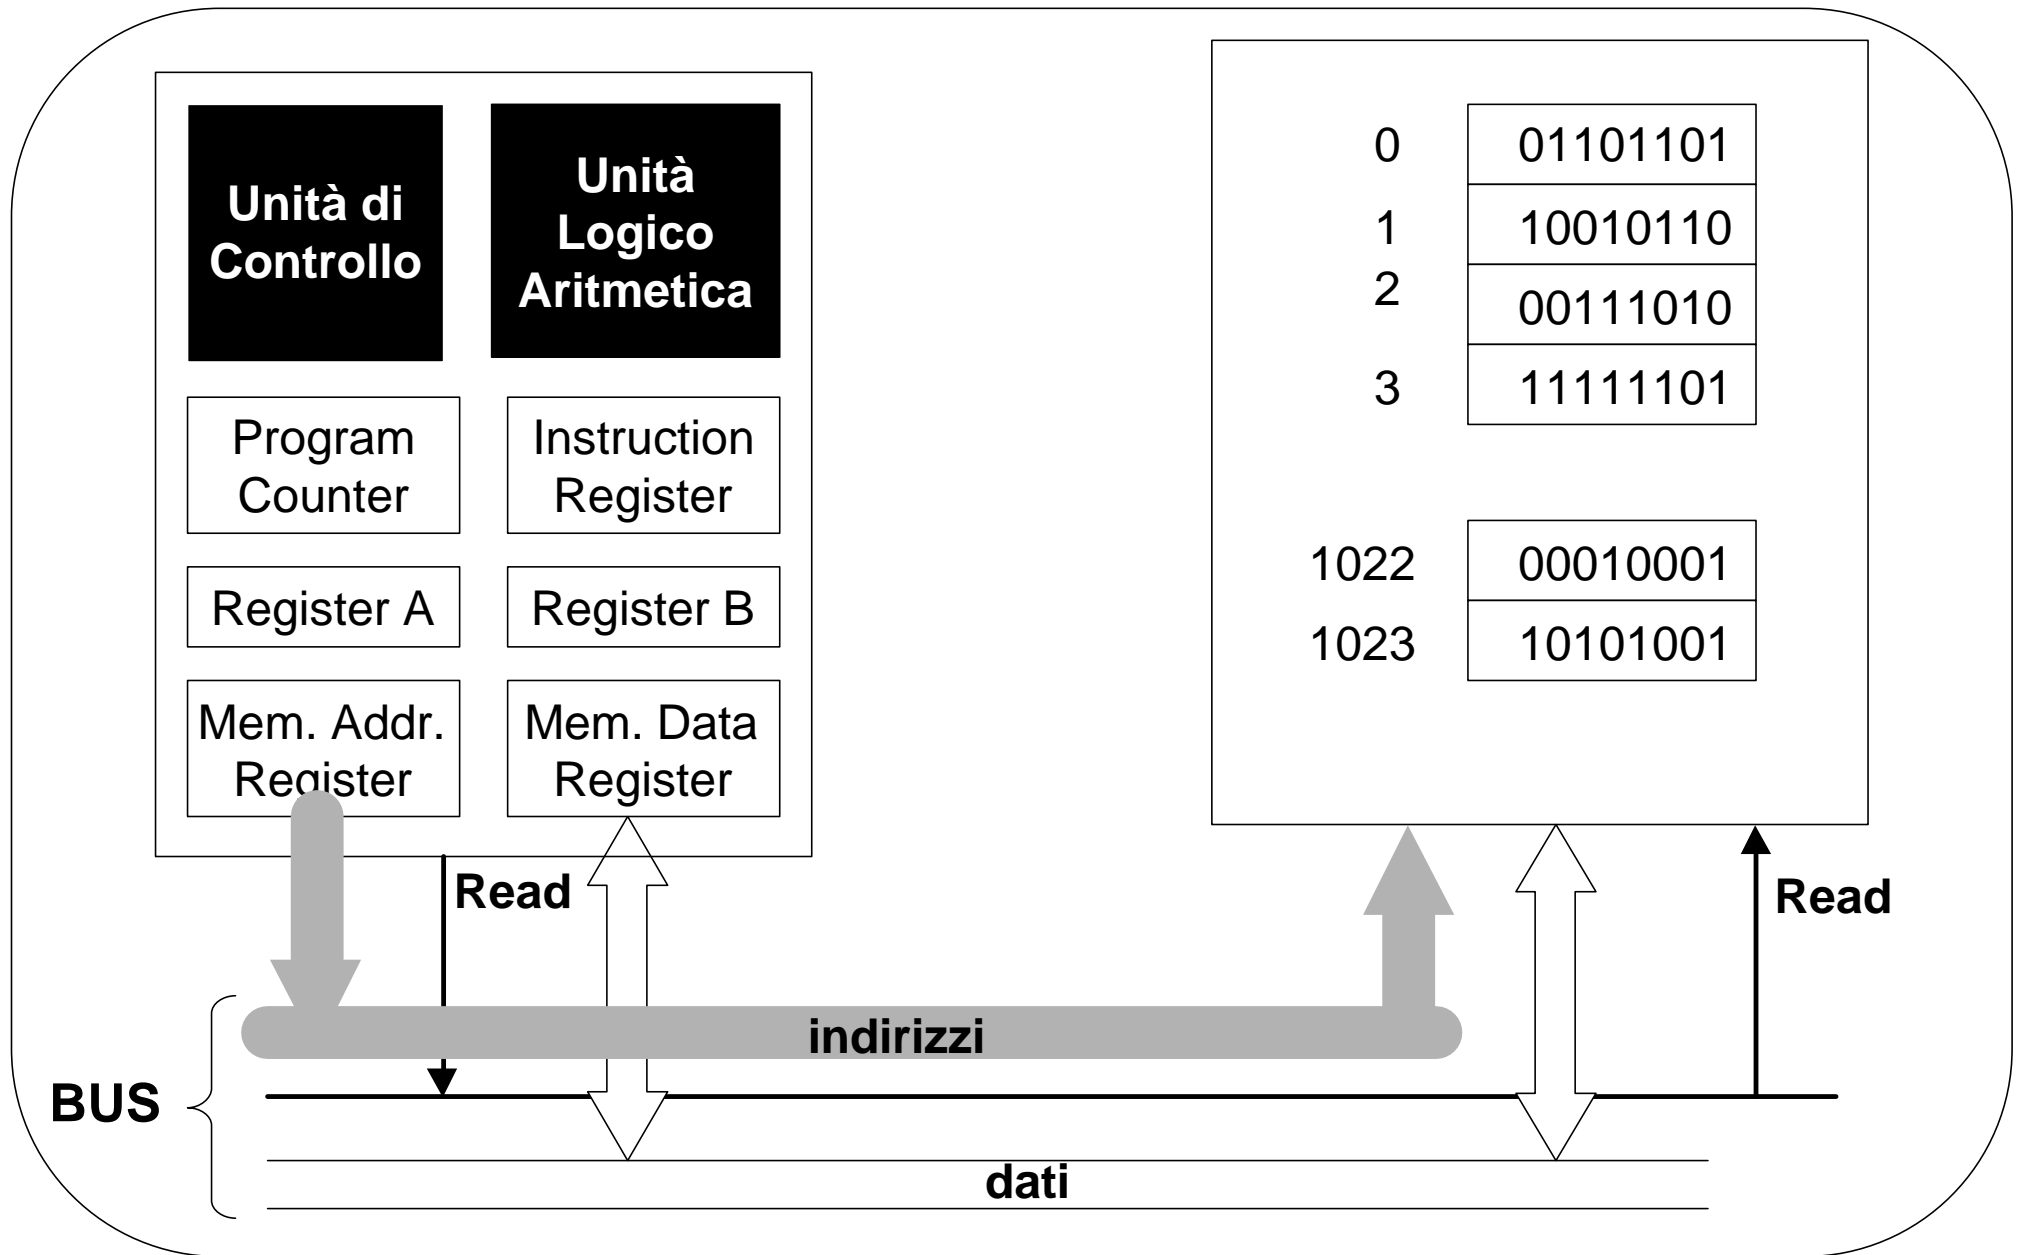 Unità di
Controllo
Unità
Logico
Aritmetica
Program
Counter
Instruction
Register
Register A
Register B
Mem. Addr.
Register
Mem. Data
Register
0 01101101
1 10010110
2 00111010
3 11111101
1022 00010001
1023 10101001
Read
Read
indirizzi
BUS
dati